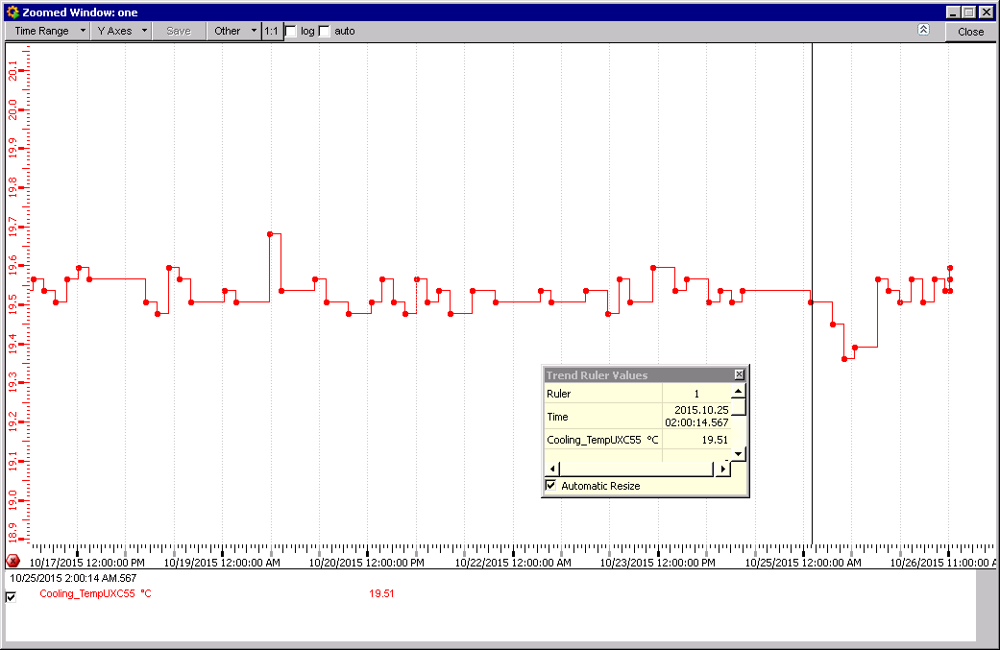 Zoomed Window: one
Time Range Y Axes Save Other 1:1 log auto Close
20.1
20.0
19.9
19.8
19.7
19.6
19.5
19.4
19.3
19.2
19.1
19.0
18.9
Trend Ruler Values
Ruler 1
Time 2015.10.25
02:00:14.567
Cooling_TempUXC55 °C 19.51
Automatic Resize
10/17/2015 12:00:00 PM 10/19/2015 12:00:00 AM 10/20/2015 12:00:00 PM 10/22/2015 12:00:00 AM 10/23/2015 12:00:00 PM 10/25/2015 12:00:00 AM 10/26/2015 11:00:00 A
10/25/2015 2:00:14 AM.567
Cooling_TempUXC55 °C 19.51